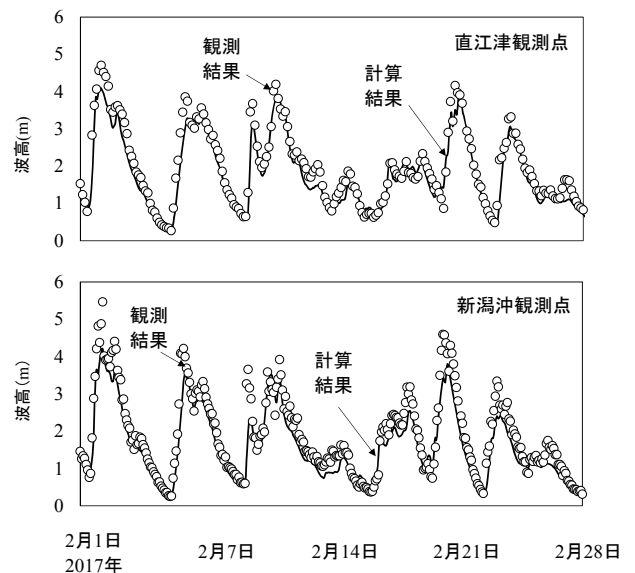 6
直江津観測点
観測
結果
計算
結果
5
4
3
2
1
0
波高(m)
6
新潟沖観測点
観測
結果
計算
結果
5
4
3
2
1
0
波高(m)
2月1日
2017年
2月7日
2月14日
2月21日
2月28日